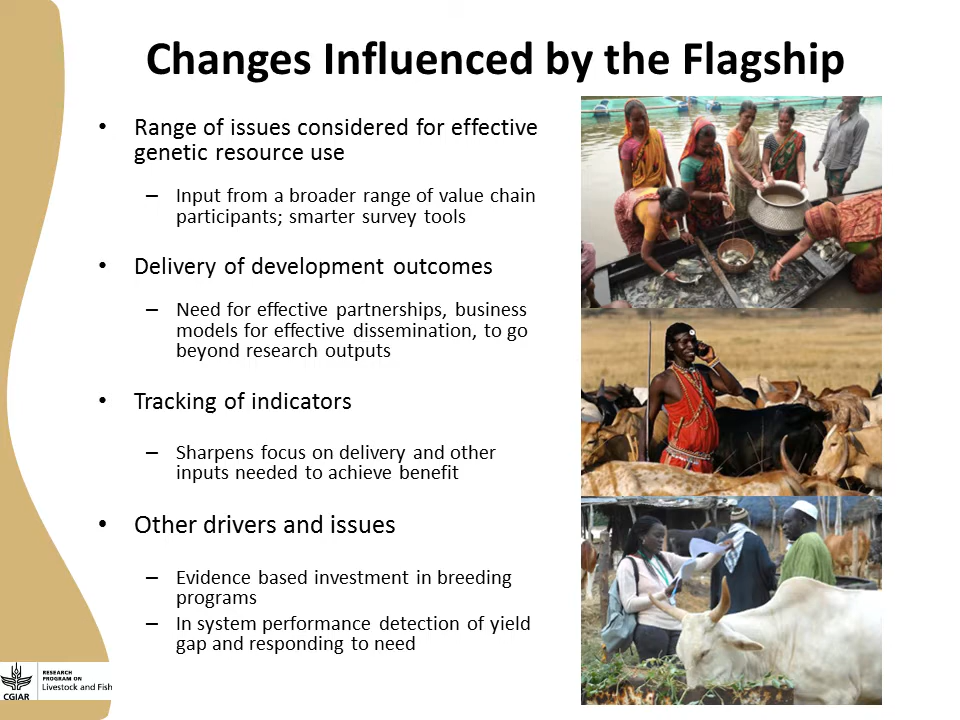 Changes Influenced by the Flagship
• Range of issues considered for effective
genetic resource use
– Input from a broader range of value chain
participants; smarter survey tools
• Delivery of development outcomes
– Need for effective partnerships, business
models for effective dissemination, to go
beyond research outputs
• Tracking of indicators
– Sharpens focus on delivery and other
inputs needed to achieve benefit
• Other drivers and issues
– Evidence based investment in breeding
programs
– In system performance detection of yield
gap and responding to need
CGIAR
RESEARCH
PROGRAM ON
Livestock and Fish